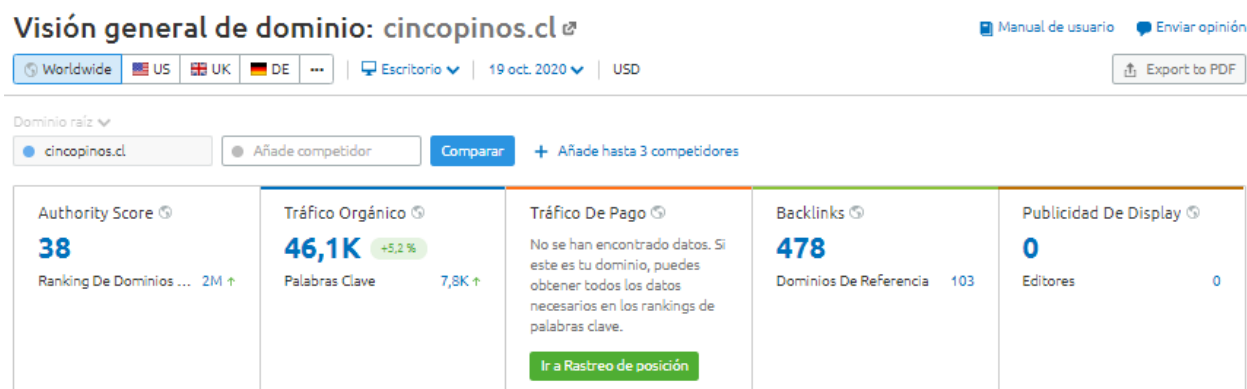 Visión general de dominio: cincopinos.cl
Manual de usuario
Enviar opinión
Worldwide US UK DE ... Escritorio 19 oct. 2020 USD
Export to PDF
Dominio raíz
cincopinos.cl Añade competidor Comparar + Añade hasta 3 competidores
Authority Score
38
Ranking De Dominios ... 2M ↑
Tráfico Orgánico
46,1K +5,2 %
Palabras Clave 7,8K ↑
Tráfico De Pago
No se han encontrado datos. Si
este es tu dominio, puedes
obtener todos los datos
necesarios en los rankings de
palabras clave.
Ir a Rastreo de posición
Backlinks
478
Dominios De Referencia 103
Publicidad De Display
0
Editores 0